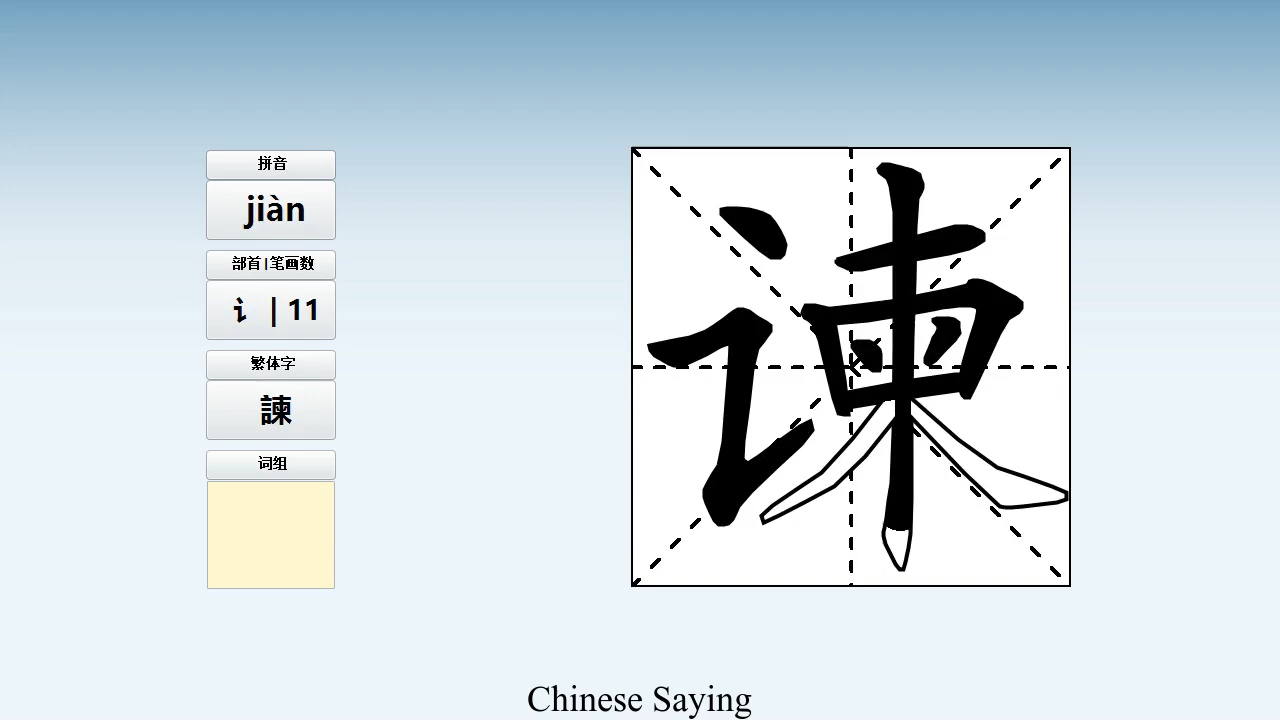 拼音
jiàn
部首|笔画数
讠 | 11
繁体字
諫
词组
谏
Chinese Saying